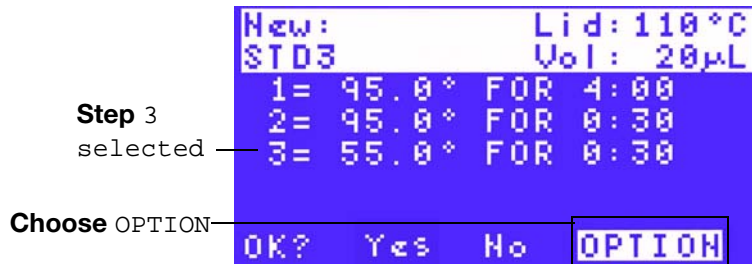 New: Lid:110°C
STD3 Vol: 20µL
1= 95.0° FOR 4:00
2= 95.0° FOR 0:30
3= 55.0° FOR 0:30
Step 3
selected
Choose OPTION
OK? Yes No OPTION